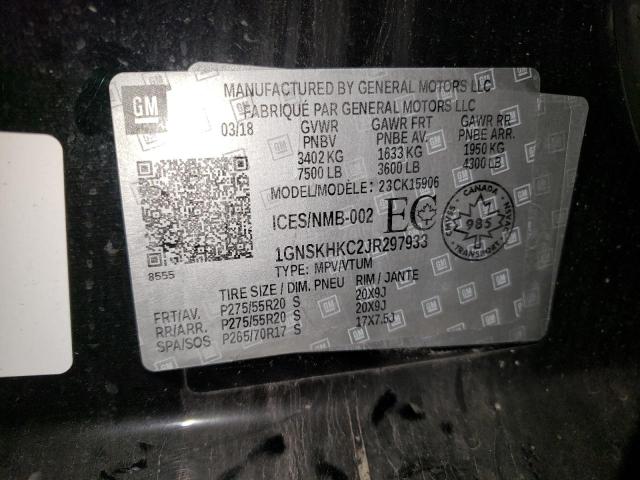 GM
MANUFACTURED BY GENERAL MOTORS LLC
FABRIQUÉ PAR GENERAL MOTORS LLC
03/18 GVWR GAWR FRT GAWR RR
PNBV PNBE AV. PNBE ARR.
3402 KG 1633 KG 1950 KG
7500 LB 3600 LB 4300 LB
MODEL/MODÈLE: 23CK15906
ICES/NMB-002 EC
CANADA
985
CMVSS NSVAC
1GNSKHKC2JR297933
8555
TYPE: MPV/VTUM
TIRE SIZE / DIM. PNEU RIM / JANTE
FRT/AV. P275/55R20 S 20X9J
RR/ARR. P275/55R20 S 20X9J
SPA/SOS P265/70R17 S 17X7.5J